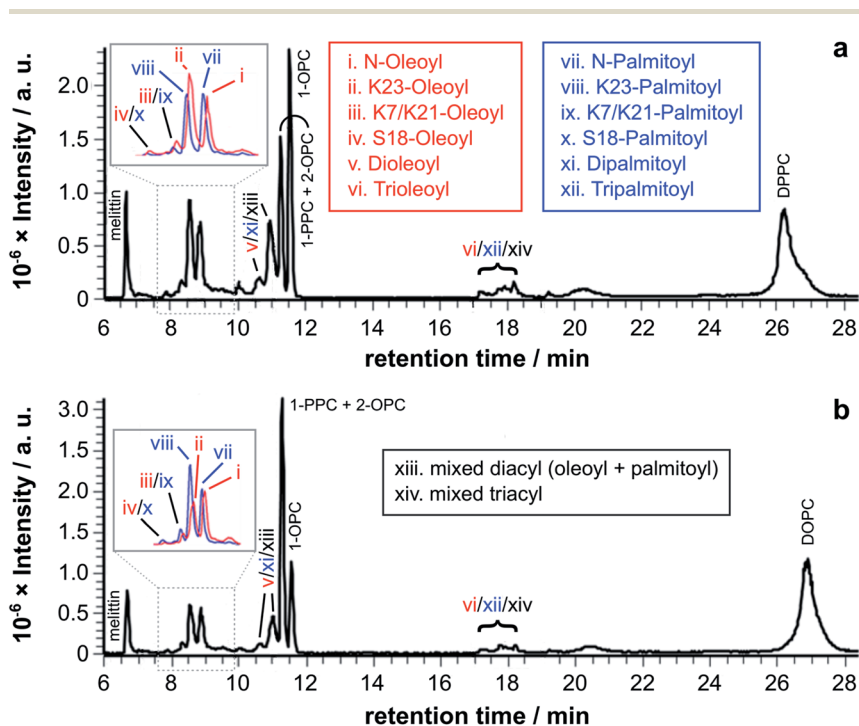 a
10⁻⁶ × Intensity / a. u.
2.0
1.5
1.0
0.5
0
6 8 10 12 14 16 18 20 22 24 26 28
retention time / min
melittin
viii
ii
vii
i
iv/x
iii/ix
v/xi/xiii
1-PPC + 2-OPC
1-OPC
i. N-Oleoyl
ii. K23-Oleoyl
iii. K7/K21-Oleoyl
iv. S18-Oleoyl
v. Dioleoyl
vi. Trioleoyl
vii. N-Palmitoyl
viii. K23-Palmitoyl
ix. K7/K21-Palmitoyl
x. S18-Palmitoyl
xi. Dipalmitoyl
xii. Tripalmitoyl
vi/xii/xiv
DPPC
b
10⁻⁶ × Intensity / a. u.
3.0
2.0
1.5
1.0
0.5
0
6 8 10 12 14 16 18 20 22 24 26 28
retention time / min
melittin
viii
ii
vii
i
iii/ix
iv/x
v/xi/xiii
1-PPC + 2-OPC
1-OPC
xiii. mixed diacyl (oleoyl + palmitoyl)
xiv. mixed triacyl
vi/xii/xiv
DOPC